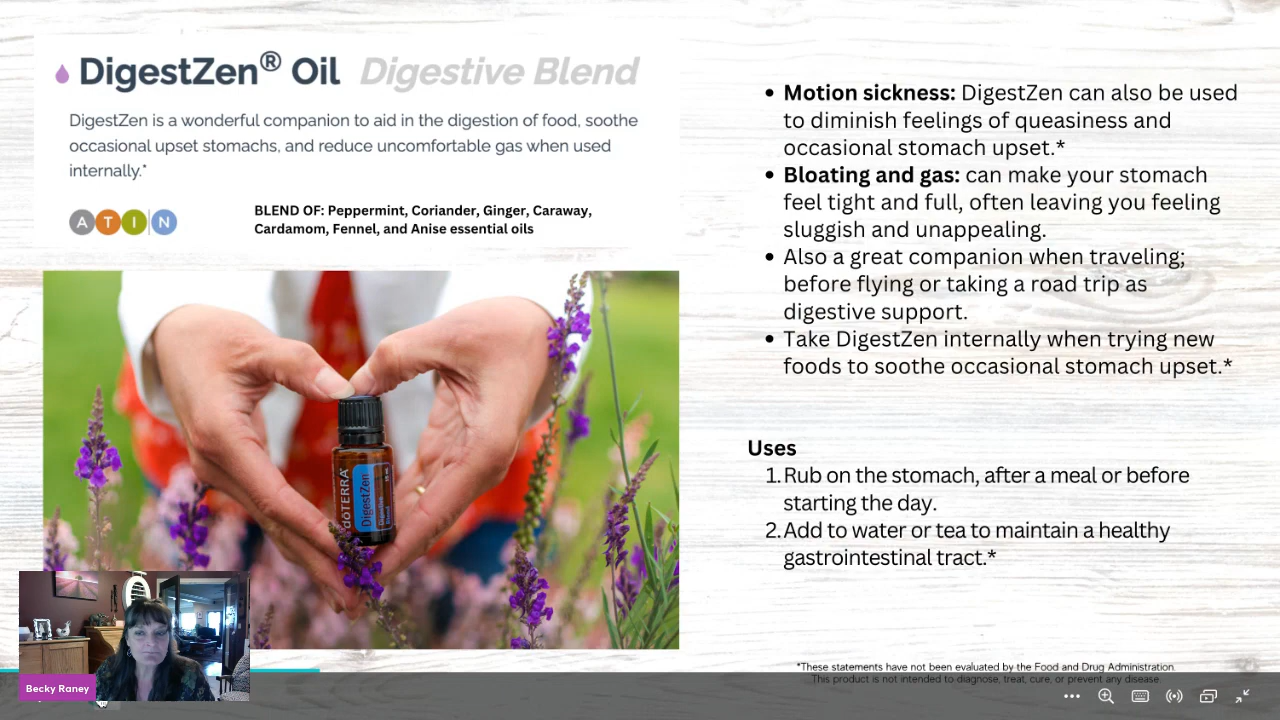 DigestZen® Oil Digestive Blend
DigestZen is a wonderful companion to aid in the digestion of food, soothe
occasional upset stomachs, and reduce uncomfortable gas when used
internally.*
A T I N
BLEND OF: Peppermint, Coriander, Ginger, Caraway,
Cardamom, Fennel, and Anise essential oils
dōTERRA
DigestZen
• Motion sickness: DigestZen can also be used
to diminish feelings of queasiness and
occasional stomach upset.*
• Bloating and gas: can make your stomach
feel tight and full, often leaving you feeling
sluggish and unappealing.
• Also a great companion when traveling;
before flying or taking a road trip as
digestive support.
• Take DigestZen internally when trying new
foods to soothe occasional stomach upset.*
Uses
1. Rub on the stomach, after a meal or before
starting the day.
2. Add to water or tea to maintain a healthy
gastrointestinal tract.*
*These statements have not been evaluated by the Food and Drug Administration.
This product is not intended to diagnose, treat, cure, or prevent any disease.
Becky Raney